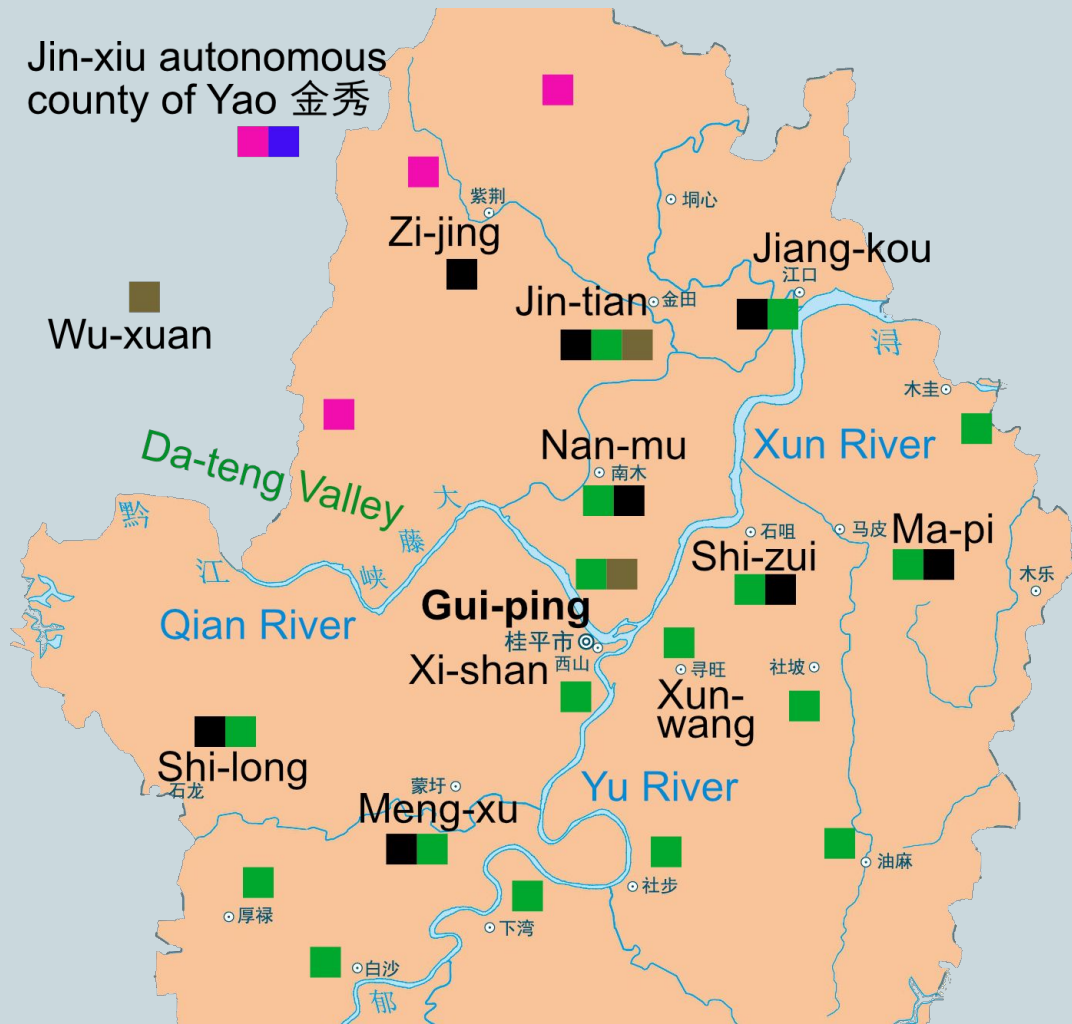 Jin-xiu autonomous
county of Yao 金秀
紫荆
Zi-jing
垌心
Jiang-kou
江口
Jin-tian
金田
Wu-xuan
浔
木圭
Da-teng Valley
Nan-mu
南木
Xun River
大
黔
藤
江
峡
石咀
Shi-zui
马皮
Ma-pi
木乐
Qian River
Gui-ping
桂平市
西山
Xi-shan
寻旺
Xun-
wang
社坡
Shi-long
石龙
蒙圩
Meng-xu
Yu River
油麻
社步
厚禄
下湾
白沙
郁